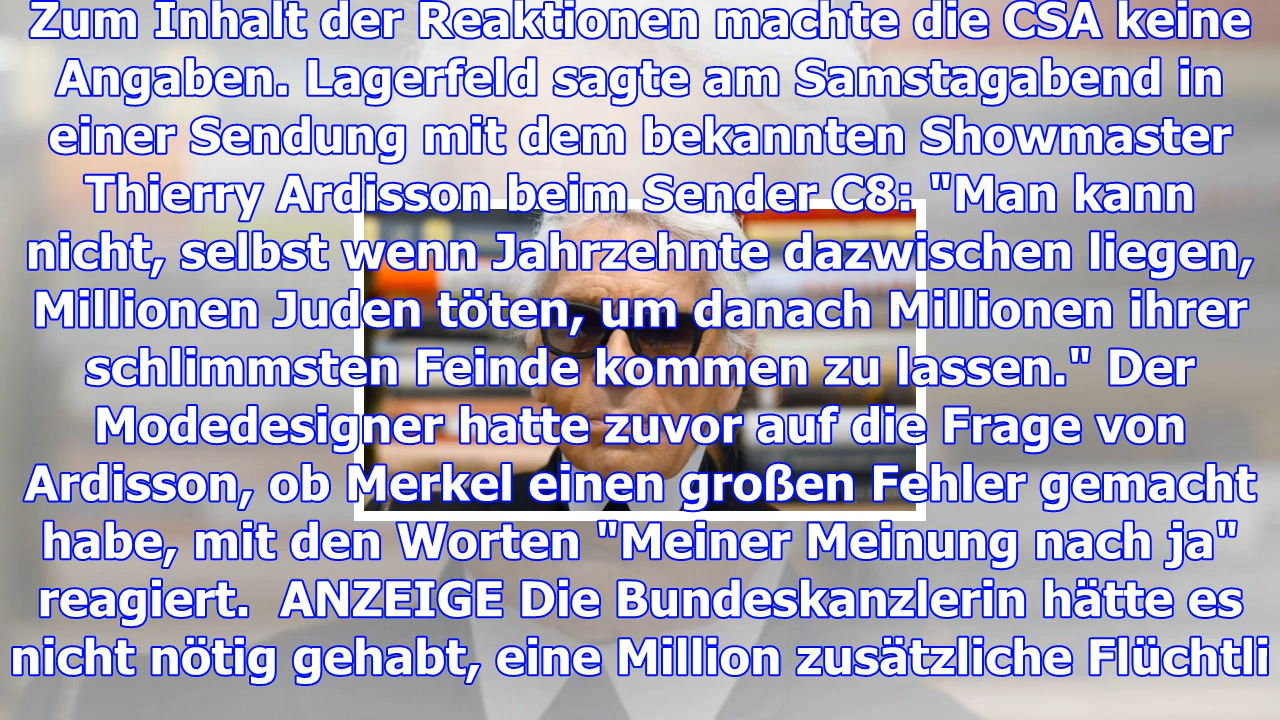 Zum Inhalt der Reaktionen machte die CSA keine
Angaben. Lagerfeld sagte am Samstagabend in
einer Sendung mit dem bekannten Showmaster
Thierry Ardisson beim Sender C8: "Man kann
nicht, selbst wenn Jahrzehnte dazwischen liegen,
Millionen Juden töten, um danach Millionen ihrer
schlimmsten Feinde kommen zu lassen." Der
Modedesigner hatte zuvor auf die Frage von
Ardisson, ob Merkel einen großen Fehler gemacht
habe, mit den Worten "Meiner Meinung nach ja"
reagiert.  ANZEIGE Die Bundeskanzlerin hätte es
nicht nötig gehabt, eine Million zusätzliche Flüchtli